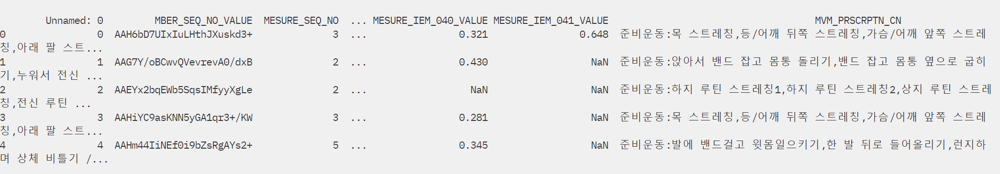 Unnamed: 0 MBER_SEQ_NO_VALUE MESURE_SEQ_NO ... MESURE_IEM_040_VALUE MESURE_IEM_041_VALUE MVM_PRSCRPTN_CN
0 0 AAH6bD7UIxIuLHthJXuskd3+ 3 ... 0.321 0.648 준비운동:목 스트레칭,등/어깨 뒤쪽 스트레칭,가슴/어깨 앞쪽 스트레
칭,아래 팔 스트...
1 1 AAG7Y/oBCwvQVevrevA0/dxB 2 ... 0.430 NaN 준비운동:앉아서 밴드 잡고 몸통 돌리기,밴드 잡고 몸통 옆으로 굽히
기,누워서 전신 ...
2 2 AAEYx2bqEWb5SqsIMfyyXgLe 2 ... NaN NaN 준비운동:하지 루틴 스트레칭1,하지 루틴 스트레칭2,상지 루틴 스트레
칭,전신 루틴 ...
3 3 AAHiYC9asKNN5yGA1qr3+/KW 3 ... 0.281 NaN 준비운동:목 스트레칭,등/어깨 뒤쪽 스트레칭,가슴/어깨 앞쪽 스트레
칭,아래 팔 스트...
4 4 AAHm44IiNEf0i9bZsRgAYs2+ 5 ... 0.345 NaN 준비운동:발에 밴드걸고 윗몸일으키기,한 발 뒤로 들어올리기,런지하
며 상체 비틀기 /...